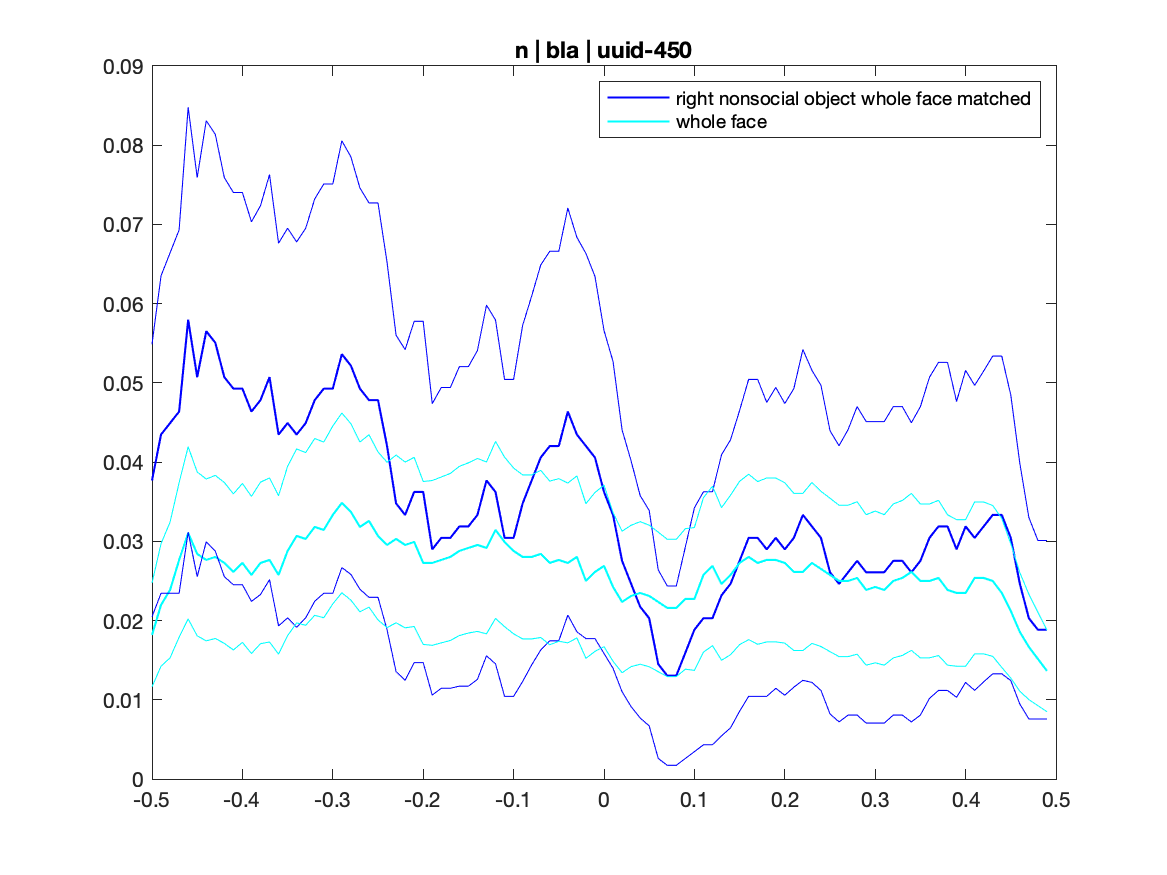 n | bla | uuid-450
right nonsocial object whole face matched
whole face
0.09
0.08
0.07
0.06
0.05
0.04
0.03
0.02
0.01
0
-0.5 -0.4 -0.3 -0.2 -0.1 0 0.1 0.2 0.3 0.4 0.5